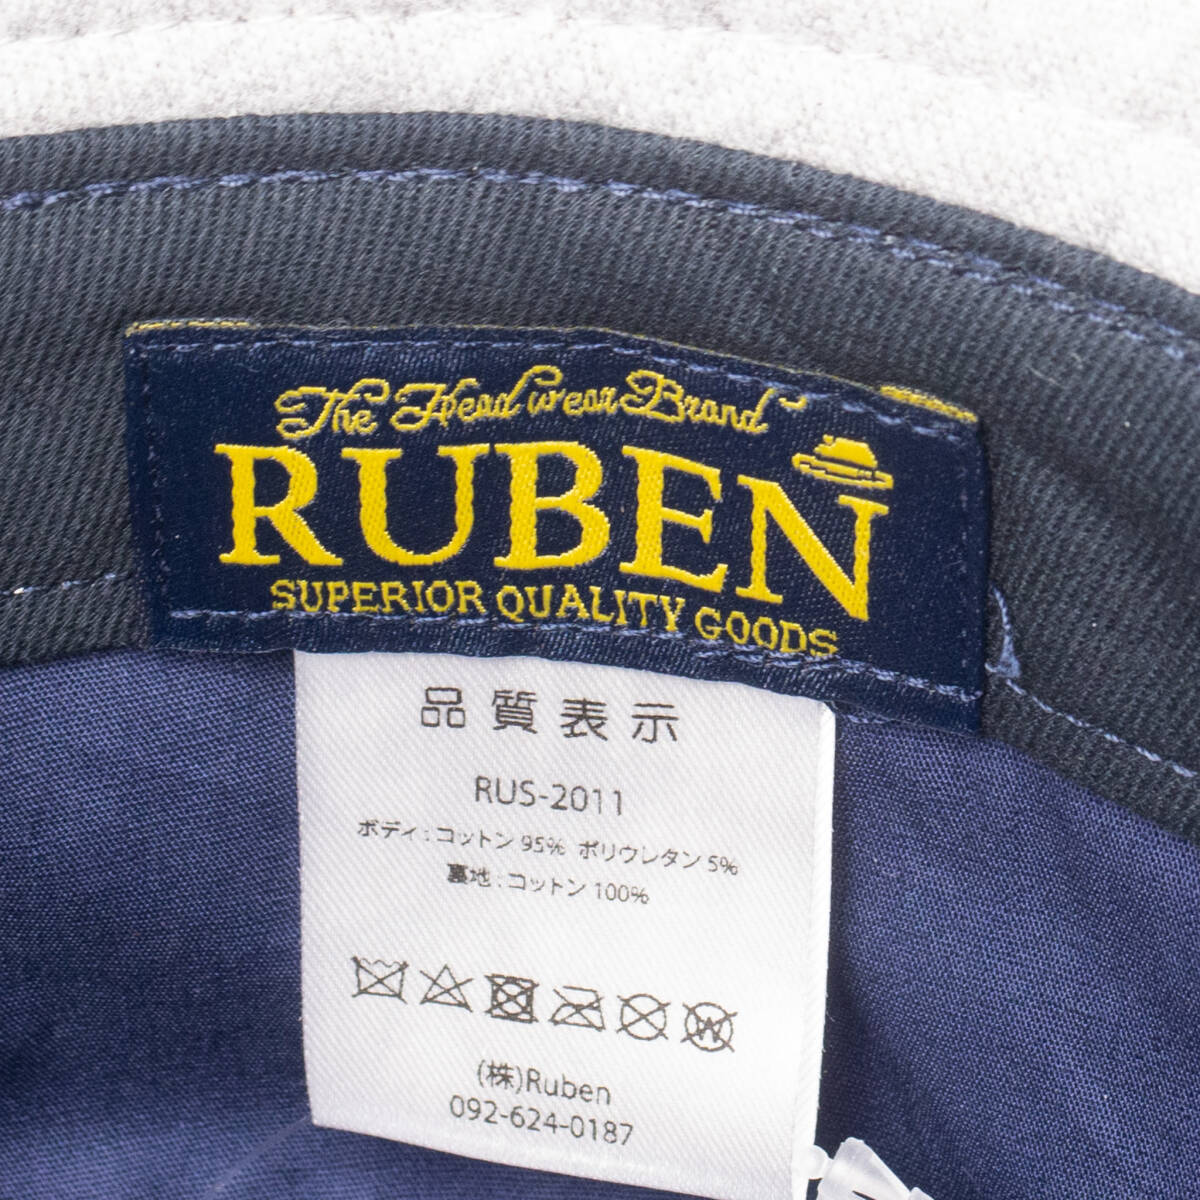 The Head wear Brand
RUBEN
SUPERIOR QUALITY GOODS
品質表示
RUS-2011
ボディ:コットン 95% ポリウレタン 5%
裏地:コットン 100%
W
(株)Ruben
092-624-0187